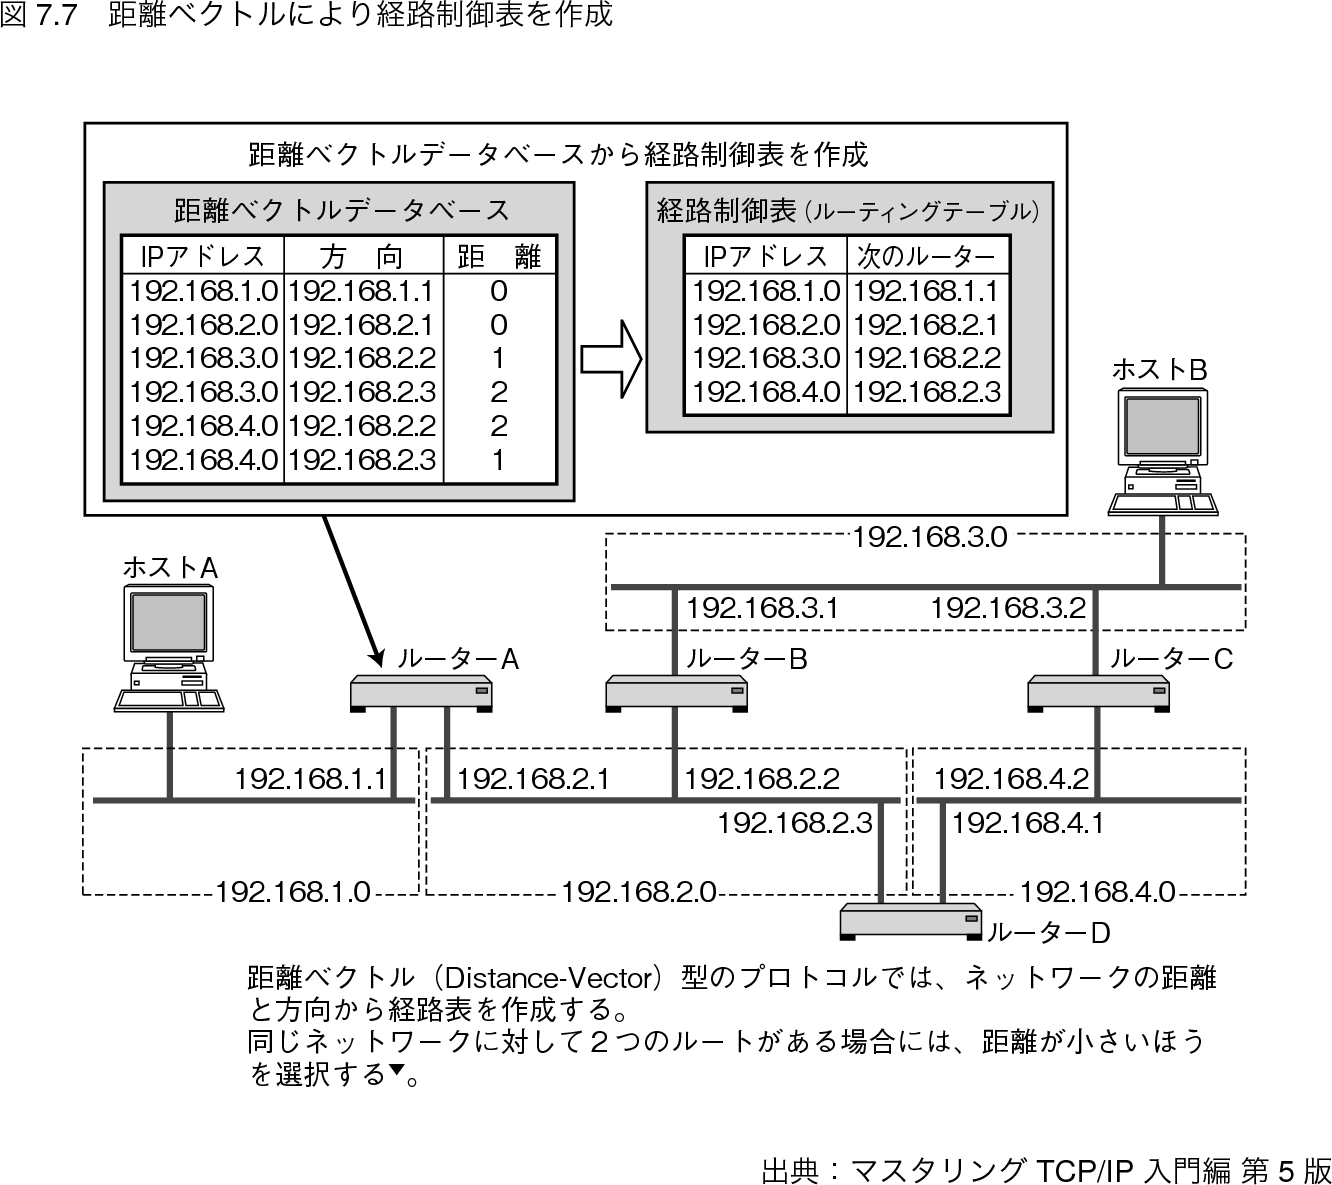 図 7.7　距離ベクトルにより経路制御表を作成
距離ベクトルデータベースから経路制御表を作成
距離ベクトルデータベース
IPアドレス 方　向 距　離
192.168.1.0 192.168.1.1 0
192.168.2.0 192.168.2.1 0
192.168.3.0 192.168.2.2 1
192.168.3.0 192.168.2.3 2
192.168.4.0 192.168.2.2 2
192.168.4.0 192.168.2.3 1
経路制御表（ルーティングテーブル）
IPアドレス 次のルーター
192.168.1.0 192.168.1.1
192.168.2.0 192.168.2.1
192.168.3.0 192.168.2.2
192.168.4.0 192.168.2.3
ホストB
192.168.3.0
ホストA
192.168.3.1 192.168.3.2
ルーターA
ルーターB
ルーターC
192.168.1.1
192.168.2.1
192.168.2.2
192.168.4.2
192.168.2.3
192.168.4.1
192.168.1.0
192.168.2.0
192.168.4.0
ルーターD
距離ベクトル（Distance-Vector）型のプロトコルでは、ネットワークの距離
と方向から経路表を作成する。
同じネットワークに対して２つのルートがある場合には、距離が小さいほう
を選択する▼。
出典：マスタリング TCP/IP 入門編 第 5 版